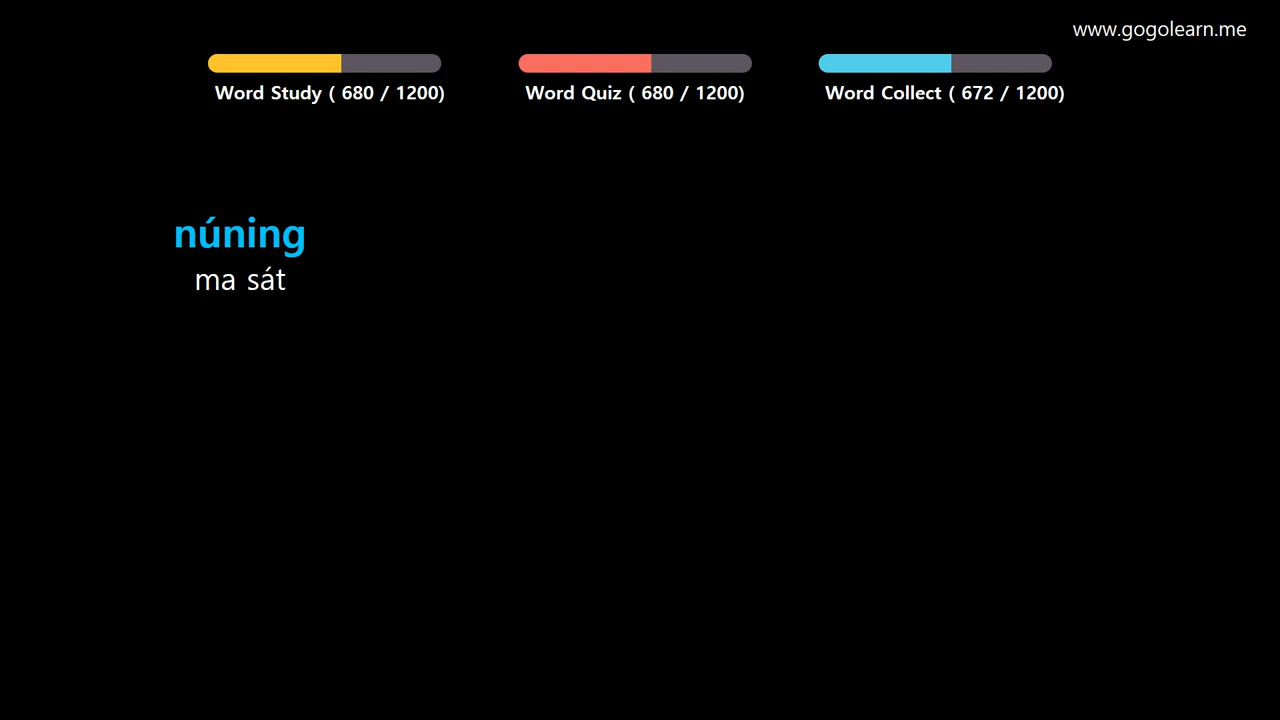 www.gogolearn.me
Word Study ( 680 / 1200)
Word Quiz ( 680 / 1200)
Word Collect ( 672 / 1200)
núning
ma sát